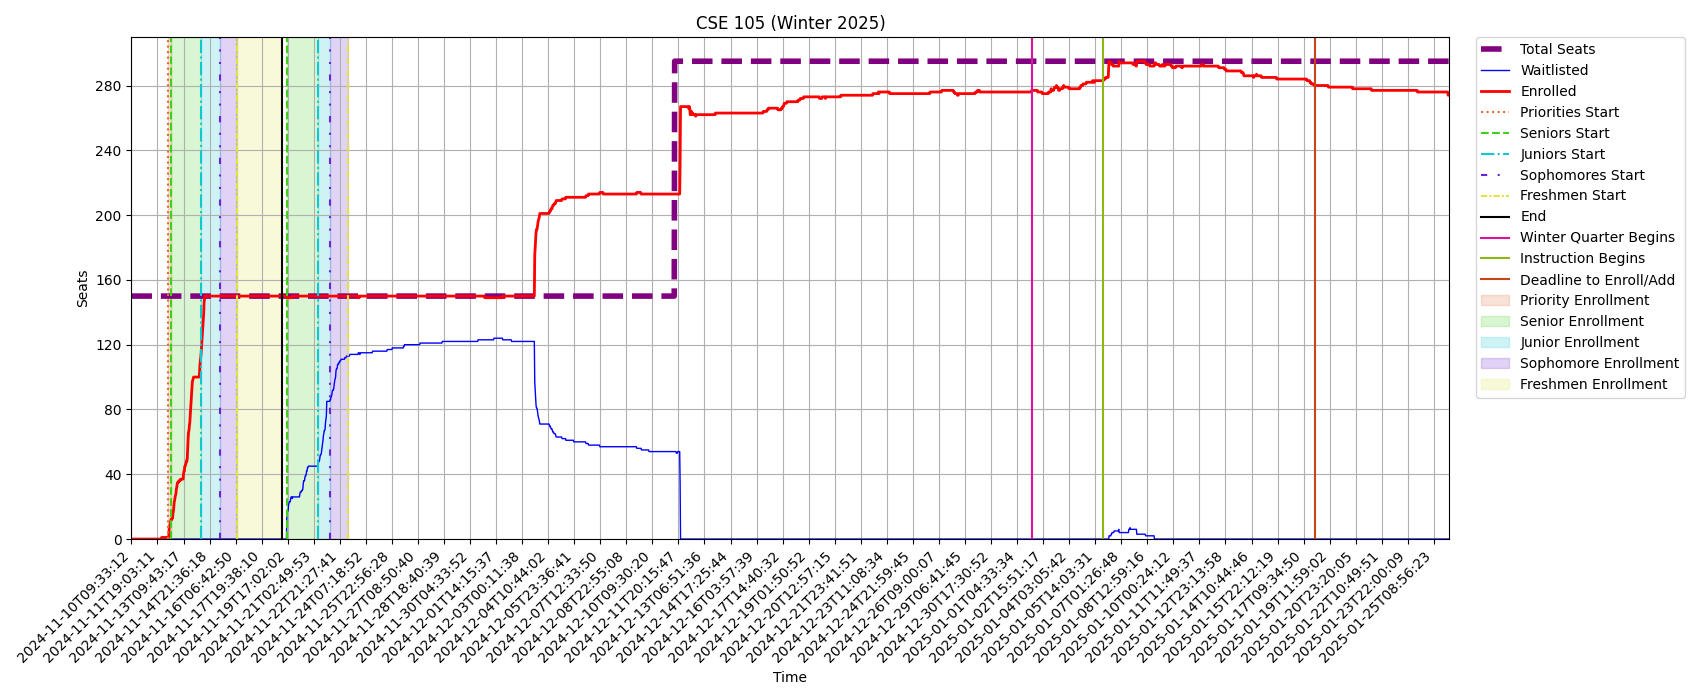 CSE 105 (Winter 2025)
Seats
280
240
200
160
120
80
40
0
2024-11-10T09:33:12
2024-11-11T19:03:11
2024-11-13T09:43:17
2024-11-14T21:36:18
2024-11-16T06:42:50
2024-11-17T19:38:10
2024-11-19T17:02:02
2024-11-21T02:49:53
2024-11-22T21:27:41
2024-11-24T07:18:52
2024-11-25T22:56:28
2024-11-27T08:50:40
2024-11-28T18:40:39
2024-11-30T04:33:52
2024-12-01T14:15:37
2024-12-03T00:11:38
2024-12-04T10:44:02
2024-12-05T23:36:41
2024-12-07T12:33:50
2024-12-08T22:55:08
2024-12-10T09:30:20
2024-12-11T20:15:47
2024-12-13T06:51:36
2024-12-14T17:25:44
2024-12-16T03:57:39
2024-12-17T14:40:32
2024-12-19T01:50:52
2024-12-20T12:57:15
2024-12-21T23:41:51
2024-12-23T11:08:34
2024-12-24T21:59:45
2024-12-26T09:00:07
2024-12-29T06:41:45
2024-12-30T17:30:52
2025-01-01T04:33:34
2025-01-02T15:51:17
2025-01-04T03:05:42
2025-01-05T14:03:31
2025-01-07T01:26:48
2025-01-08T12:59:16
2025-01-10T00:24:12
2025-01-11T11:49:37
2025-01-12T23:13:58
2025-01-14T10:44:46
2025-01-15T22:12:19
2025-01-17T09:34:50
2025-01-19T11:59:02
2025-01-20T23:20:05
2025-01-22T10:49:51
2025-01-23T22:00:09
2025-01-25T08:56:23
Time
Total Seats
Waitlisted
Enrolled
Priorities Start
Seniors Start
Juniors Start
Sophomores Start
Freshmen Start
End
Winter Quarter Begins
Instruction Begins
Deadline to Enroll/Add
Priority Enrollment
Senior Enrollment
Junior Enrollment
Sophomore Enrollment
Freshmen Enrollment